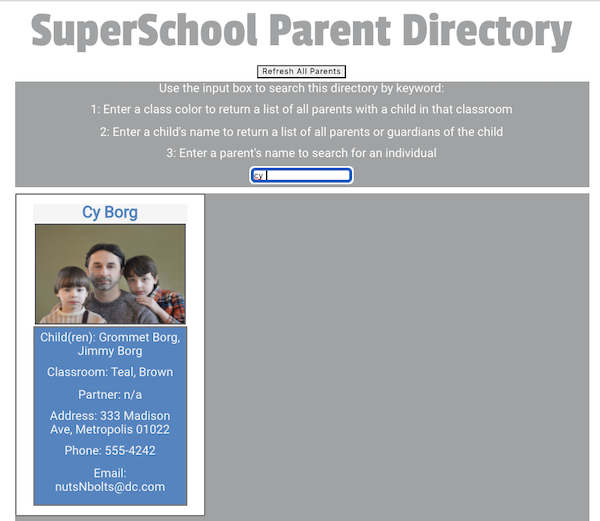 SuperSchool Parent Directory
Refresh All Parents
Use the input box to search this directory by keyword:
1: Enter a class color to return a list of all parents with a child in that classroom
2: Enter a child's name to return a list of all parents or guardians of the child
3: Enter a parent's name to search for an individual
cy
Cy Borg
Child(ren): Grommet Borg,
Jimmy Borg
Classroom: Teal, Brown
Partner: n/a
Address: 333 Madison
Ave, Metropolis 01022
Phone: 555-4242
Email:
nutsNbolts@dc.com